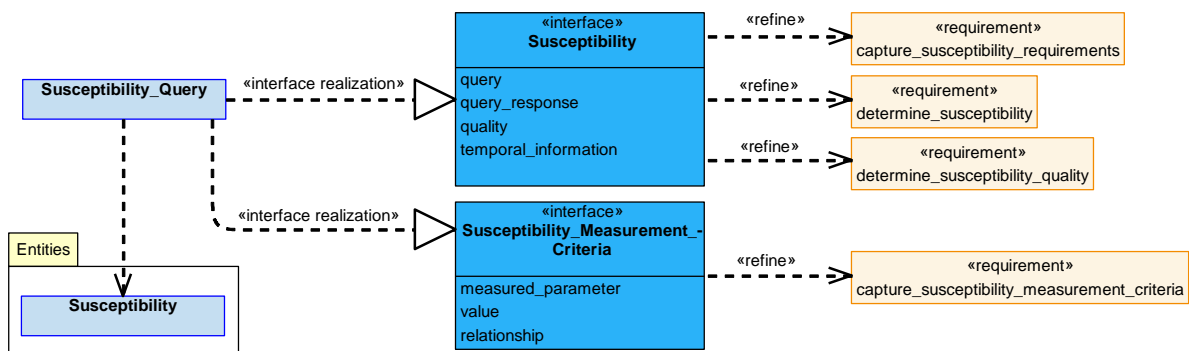 Susceptibility_Query
«interface realization»
«interface realization»
Entities
Susceptibility
«interface»
Susceptibility
query
query_response
quality
temporal_information
«interface»
Susceptibility_Measurement_-
Criteria
measured_parameter
value
relationship
«refine»
«requirement»
capture_susceptibility_requirements
«refine»
«requirement»
determine_susceptibility
«refine»
«requirement»
determine_susceptibility_quality
«refine»
«requirement»
capture_susceptibility_measurement_criteria